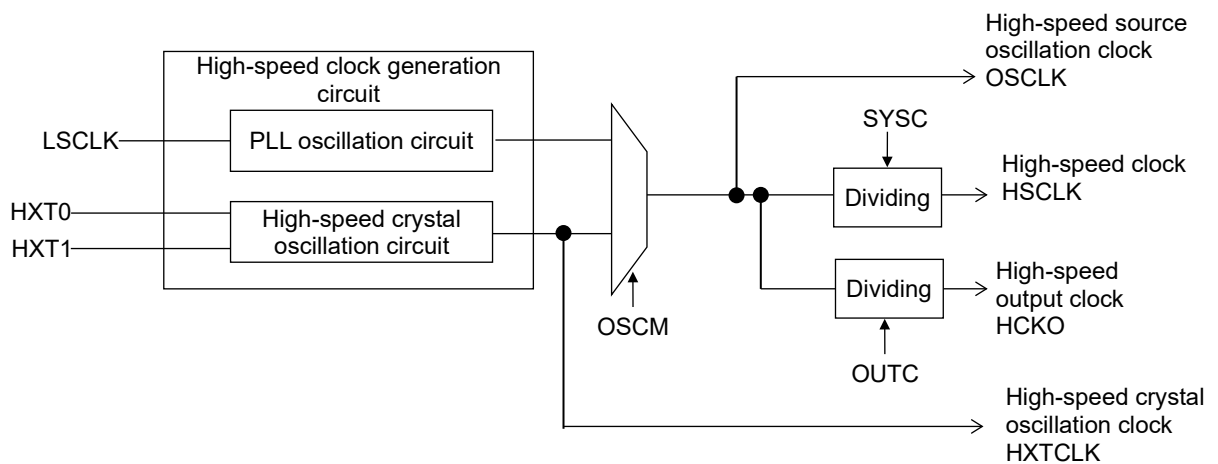 High-speed source
oscillation clock
OSCLK
High-speed clock generation
circuit
LSCLK
PLL oscillation circuit
SYSC
High-speed clock
HSCLK
Dividing
HXT0
HXT1
High-speed crystal
oscillation circuit
High-speed
output clock
HCKO
Dividing
OSCM
OUTC
High-speed crystal
oscillation clock
HXTCLK